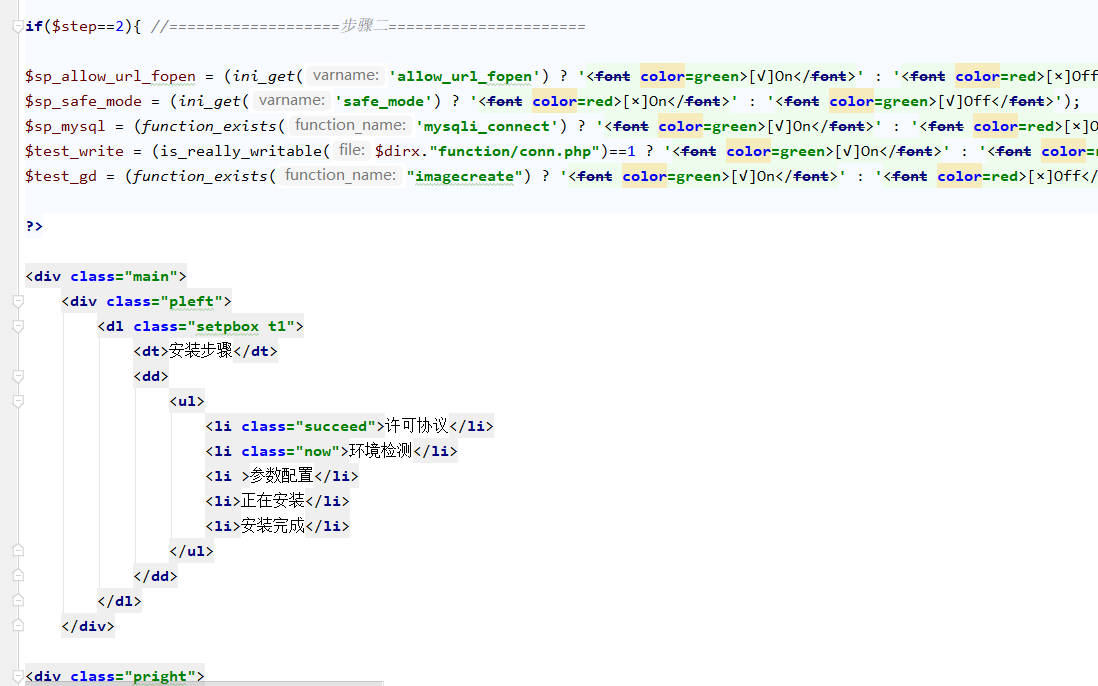 if($step==2){ //===================步骤二======================
$sp_allow_url_fopen = (ini_get( varname: 'allow_url_fopen') ? '<font color=green>[√]On</font>' : '<font color=red>[×]Off
$sp_safe_mode = (ini_get( varname: 'safe_mode') ? '<font color=red>[×]On</font>' : '<font color=green>[√]Off</font>');
$sp_mysql = (function_exists( function_name: 'mysqli_connect') ? '<font color=green>[√]On</font>' : '<font color=red>[×]O
$test_write = (is_really_writable( file: $dirx."function/conn.php")==1 ? '<font color=green>[√]On</font>' : '<font color=r
$test_gd = (function_exists( function_name: "imagecreate") ? '<font color=green>[√]On</font>' : '<font color=red>[×]Off</
?>
<div class="main">
<div class="pleft">
<dl class="setpbox t1">
<dt>安装步骤</dt>
<dd>
<ul>
<li class="succeed">许可协议</li>
<li class="now">环境检测</li>
<li >参数配置</li>
<li>正在安装</li>
<li>安装完成</li>
</ul>
</dd>
</dl>
</div>
<div class="pright">